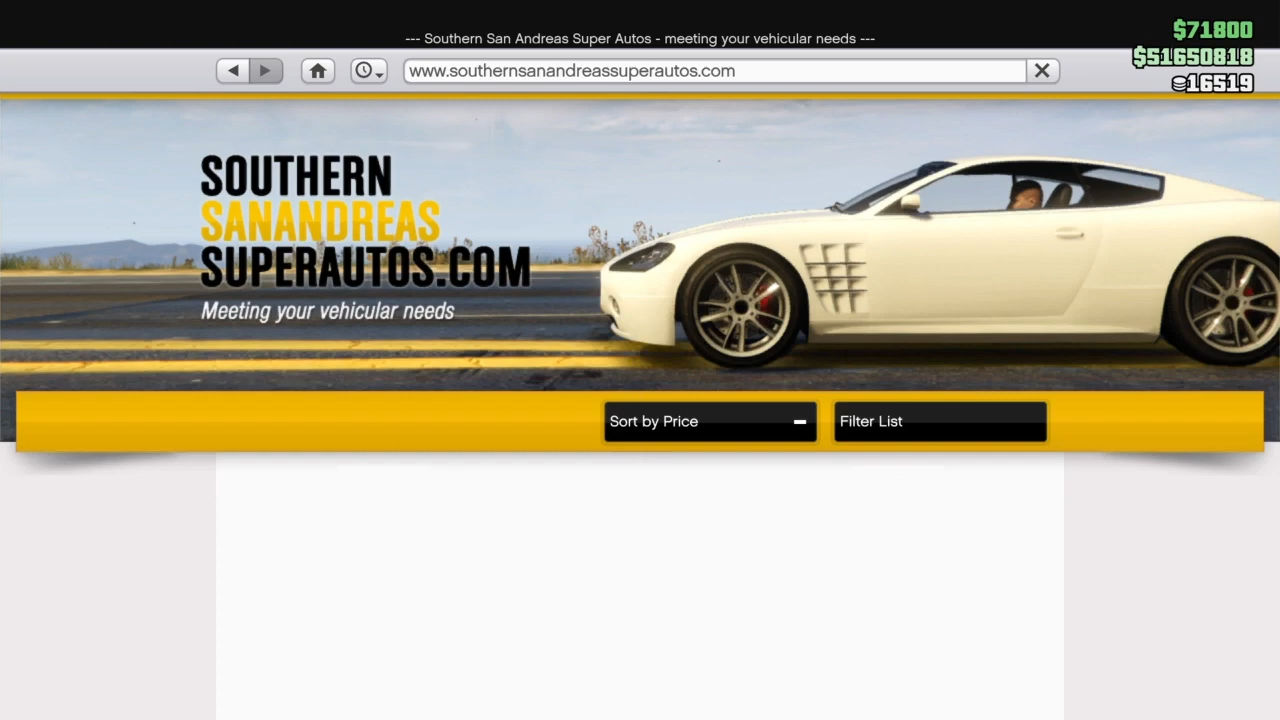 --- Southern San Andreas Super Autos - meeting your vehicular needs ---
$71800
$51650818
16519
www.southernsanandreassuperautos.com
SOUTHERN
SANANDREAS
SUPERAUTOS.COM
Meeting your vehicular needs
Sort by Price
Filter List